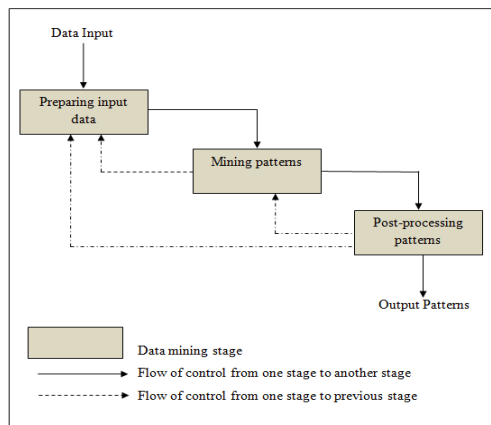 Data Input
Preparing input
data
Mining patterns
Post-processing
patterns
Output Patterns
Data mining stage
Flow of control from one stage to another stage
Flow of control from one stage to previous stage